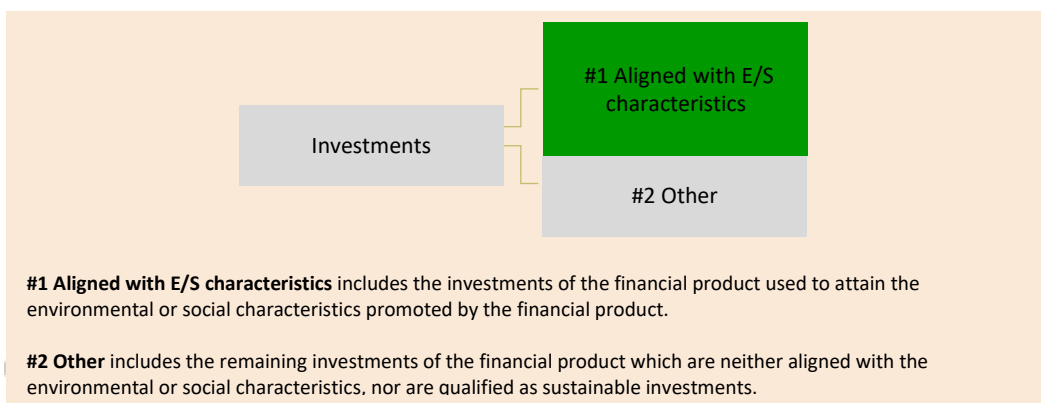 #1 Aligned with E/S
characteristics
Investments
#2 Other
#1 Aligned with E/S characteristics includes the investments of the financial product used to attain the
environmental or social characteristics promoted by the financial product.
#2 Other includes the remaining investments of the financial product which are neither aligned with the
environmental or social characteristics, nor are qualified as sustainable investments.